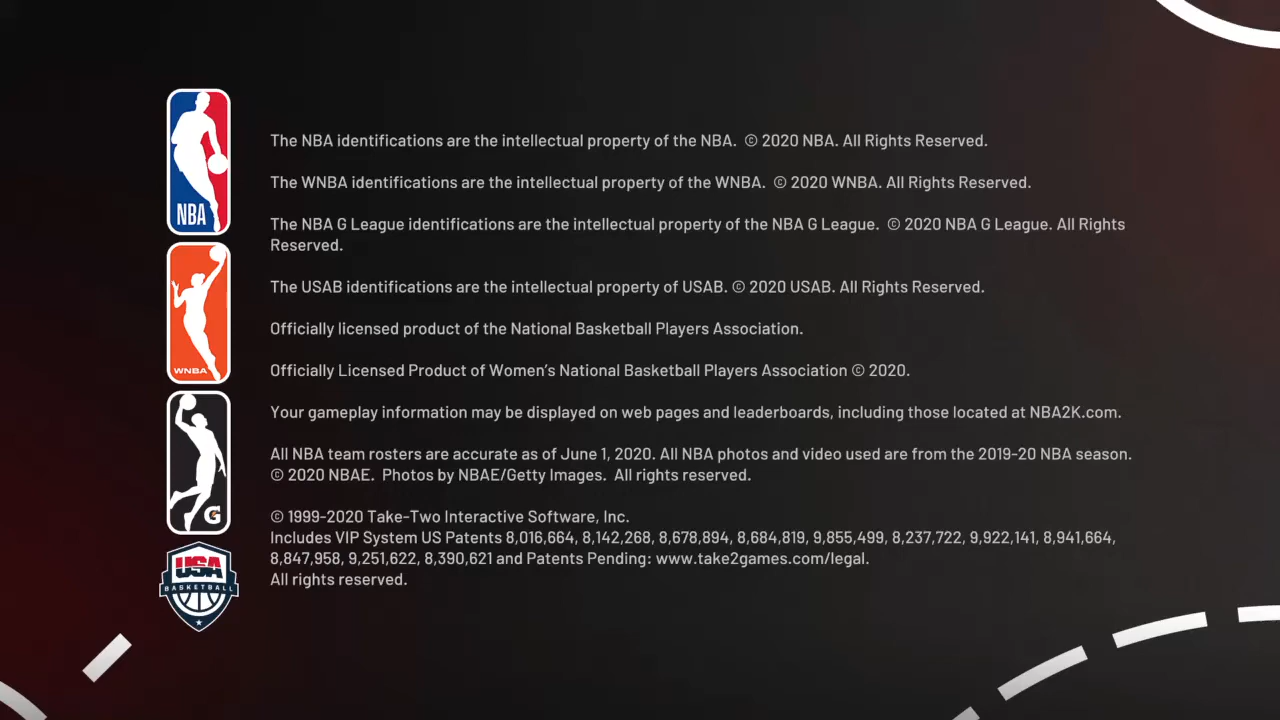 The NBA identifications are the intellectual property of the NBA.  © 2020 NBA. All Rights Reserved.
The WNBA identifications are the intellectual property of the WNBA.  © 2020 WNBA. All Rights Reserved.
The NBA G League identifications are the intellectual property of the NBA G League.  © 2020 NBA G League. All Rights
Reserved.
The USAB identifications are the intellectual property of USAB. © 2020 USAB. All Rights Reserved.
Officially licensed product of the National Basketball Players Association.
Officially Licensed Product of Women’s National Basketball Players Association © 2020.
Your gameplay information may be displayed on web pages and leaderboards, including those located at NBA2K.com.
All NBA team rosters are accurate as of June 1, 2020. All NBA photos and video used are from the 2019-20 NBA season.
© 2020 NBAE.  Photos by NBAE/Getty Images.  All rights reserved.
© 1999-2020 Take-Two Interactive Software, Inc.
Includes VIP System US Patents 8,016,664, 8,142,268, 8,678,894, 8,684,819, 9,855,499, 8,237,722, 9,922,141, 8,941,664,
8,847,958, 9,251,622, 8,390,621 and Patents Pending: www.take2games.com/legal.
All rights reserved.
NBA
WNBA
G
USA
BASKETBALL